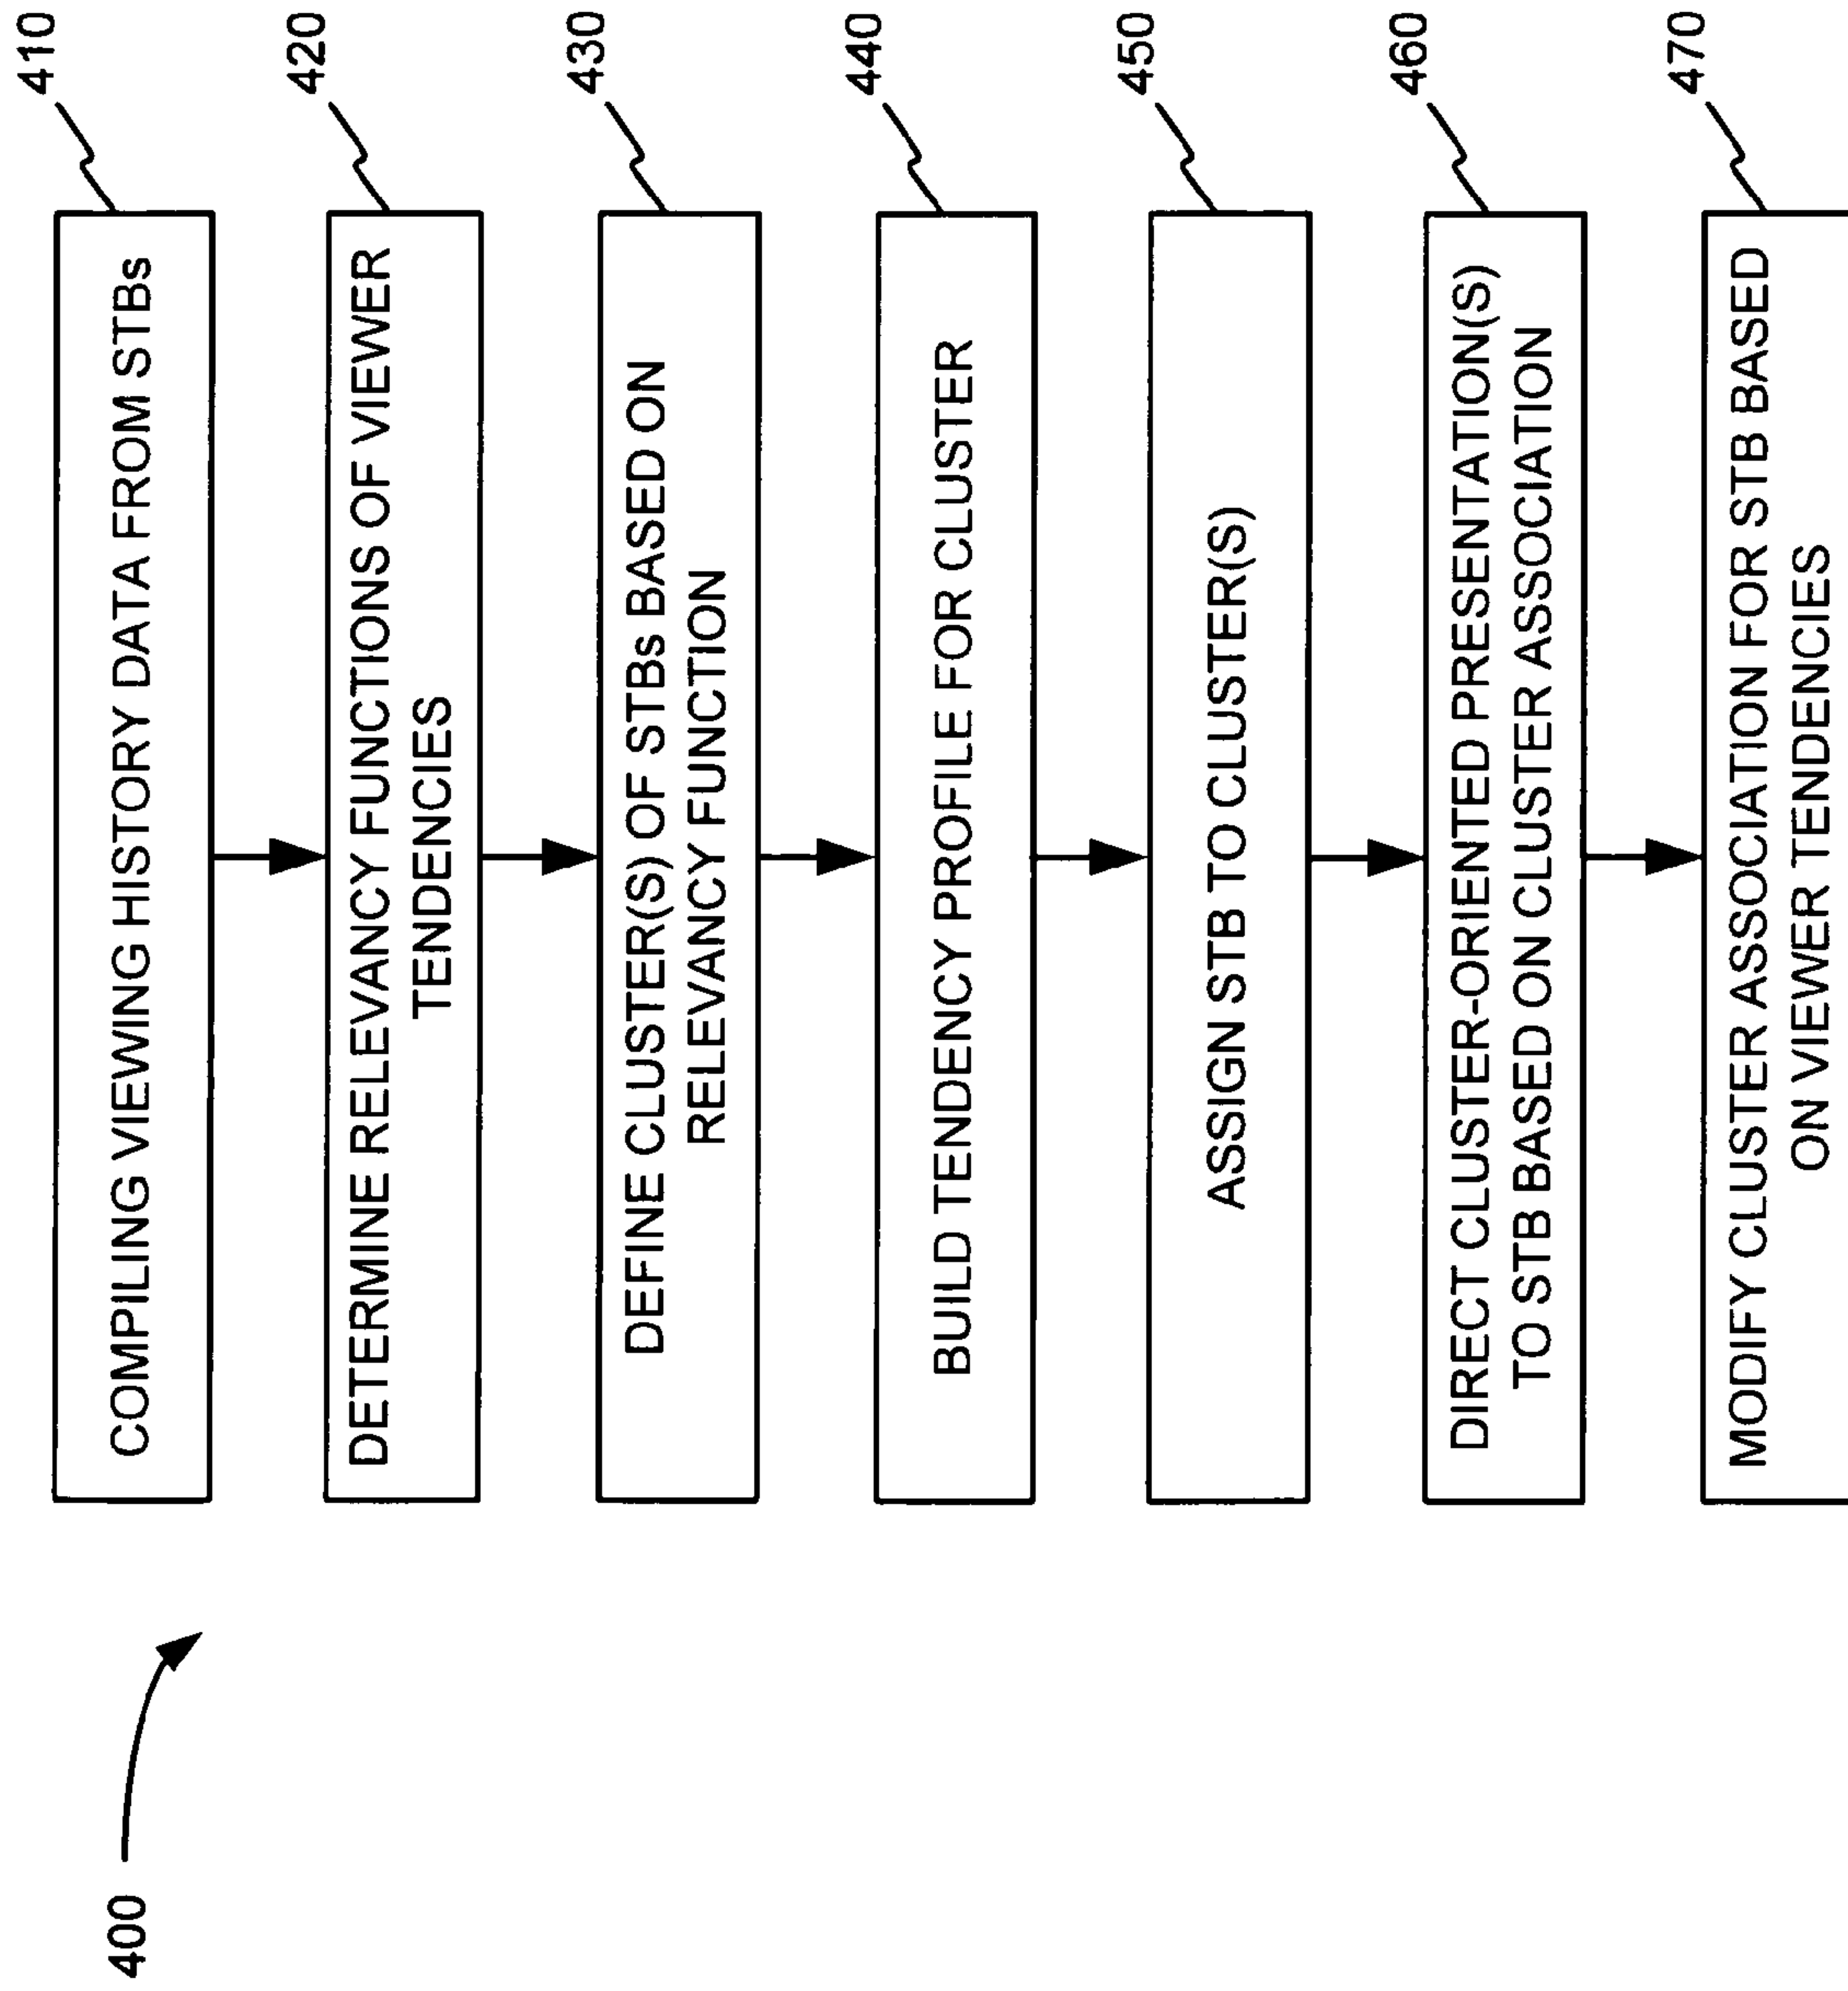 400
COMPILING VIEWING HISTORY DATA FROM STBs
410
DETERMINE RELEVANCY FUNCTIONS OF VIEWER
TENDENCIES
420
DEFINE CLUSTER(S) OF STBs BASED ON
RELEVANCY FUNCTION
430
BUILD TENDENCY PROFILE FOR CLUSTER
440
ASSIGN STB TO CLUSTER(S)
450
DIRECT CLUSTER-ORIENTED PRESENTATION(S)
TO STB BASED ON CLUSTER ASSOCIATION
460
MODIFY CLUSTER ASSOCIATION FOR STB BASED
ON VIEWER TENDENCIES
470